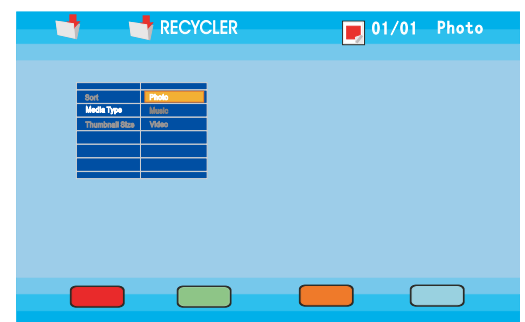 RECYCLER
01/01 Photo
Sort Photo
Media Type Music
Thumbnail Size Video